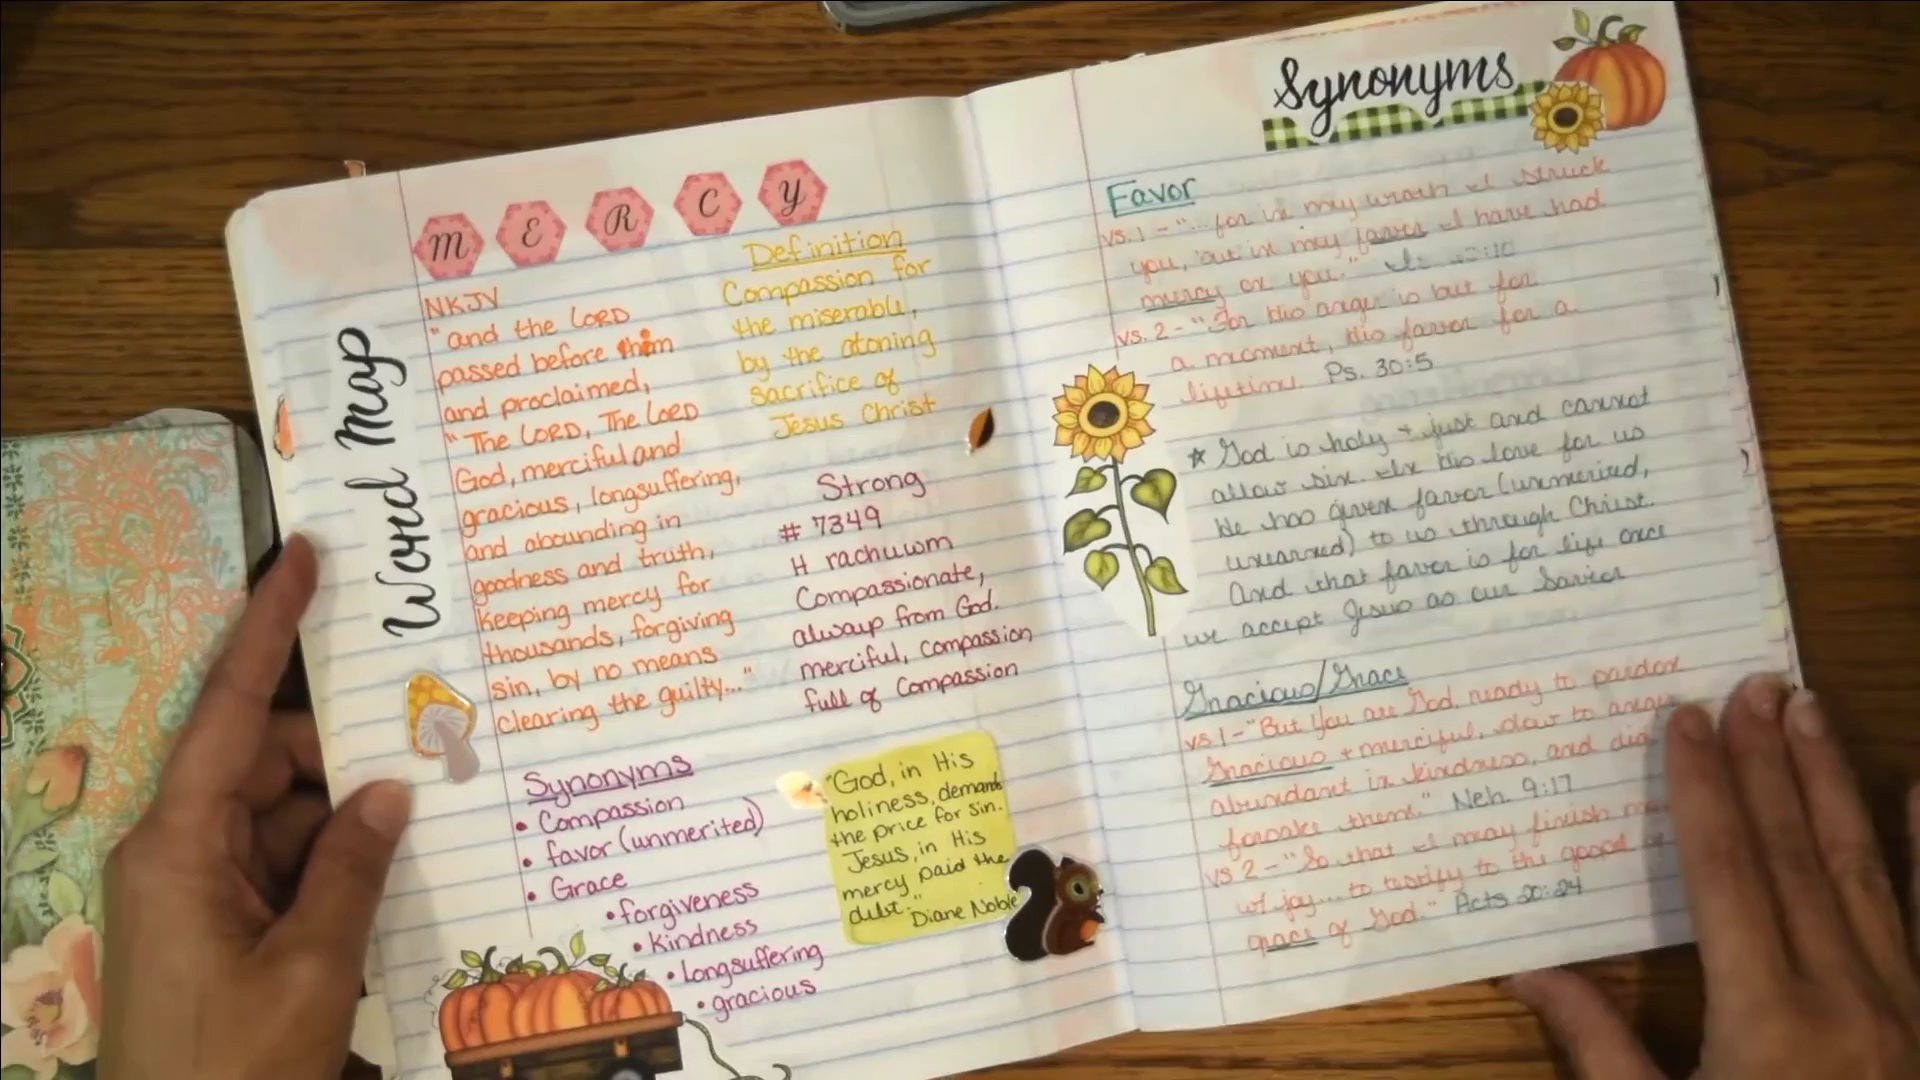 M E R C Y
Word Map
NKJV
"and the LORD
passed before him
and proclaimed,
"The LORD, The LORD
God, merciful and
gracious, longsuffering,
and abounding in
goodness and truth,
keeping mercy for
thousands, forgiving
sin, by no means
clearing the guilty..."
Definition
Compassion for
the miserable,
by the atoning
sacrifice of
Jesus Christ
Strong
# 7349
H rachuwm
Compassionate,
always from God.
merciful, compassion
full of compassion
Synonyms
• Compassion
• favor (unmerited)
• Grace
• forgiveness
• kindness
• longsuffering
• gracious
"God, in His
holiness, demands
the price for sin.
Jesus, in His
mercy, paid the
debt."
Diane Noble
Synonyms
Favor
vs. 1 - "...for in my wrath I struck
you, but in my favor I have had
mercy on you." :10
vs. 2 - "For His anger is but for
a moment, His favor for a
lifetime. Ps. 30:5
☆ God is holy + just and cannot
allow sin. In His love for us
He has given favor (unmerited,
unearned) to us through Christ.
And that favor is for life once
we accept Jesus as our Savior
Gracious/Grace
vs 1 - "But You are God, ready to pardon
Gracious + merciful, slow to anger
abundant in kindness, and did
forsake them." Neh. 9:17
vs 2 - "So that I may finish
w/ joy... to testify to the gospel of
grace of God." Acts 20:24